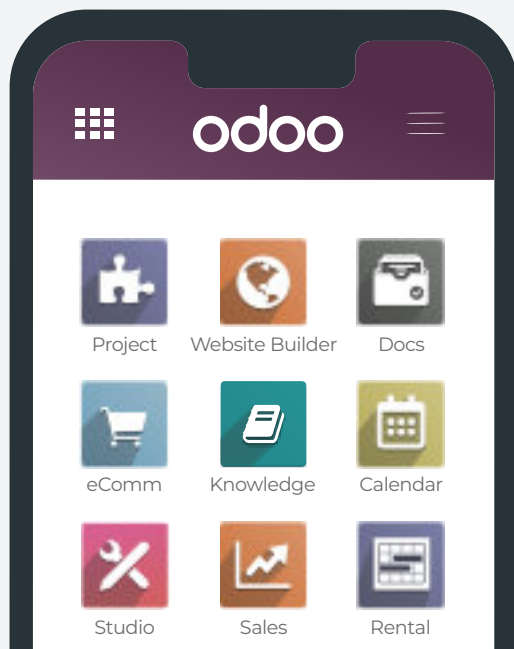 odoo
Project Website Builder Docs
eComm Knowledge Calendar
Studio Sales Rental